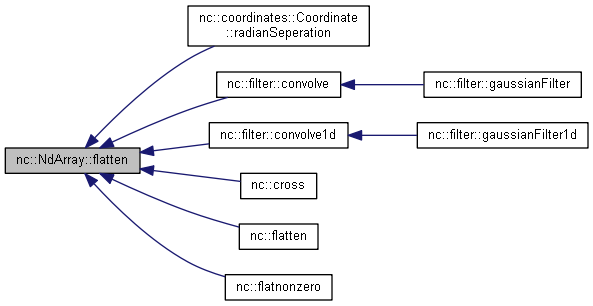 nc::coordinates::Coordinate
::radianSeperation
nc::filter::convolve
nc::filter::gaussianFilter
nc::filter::convolve1d
nc::filter::gaussianFilter1d
nc::NdArray::flatten
nc::cross
nc::flatten
nc::flatnonzero